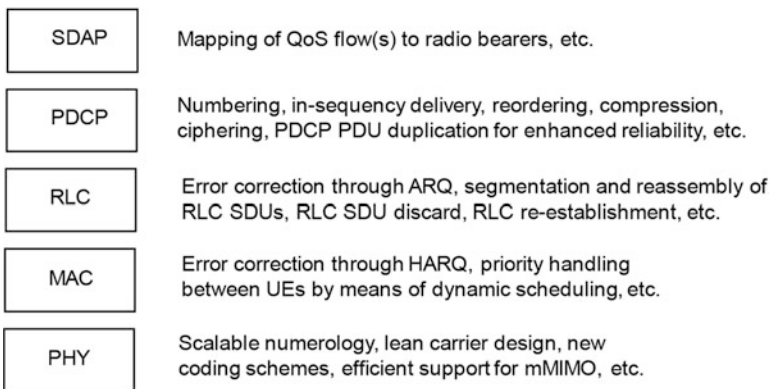 SDAP
Mapping of QoS flow(s) to radio bearers, etc.
PDCP
Numbering, in-sequency delivery, reordering, compression,
ciphering, PDCP PDU duplication for enhanced reliability, etc.
RLC
Error correction through ARQ, segmentation and reassembly of
RLC SDUs, RLC SDU discard, RLC re-establishment, etc.
MAC
Error correction through HARQ, priority handling
between UEs by means of dynamic scheduling, etc.
PHY
Scalable numerology, lean carrier design, new
coding schemes, efficient support for mMIMO, etc.